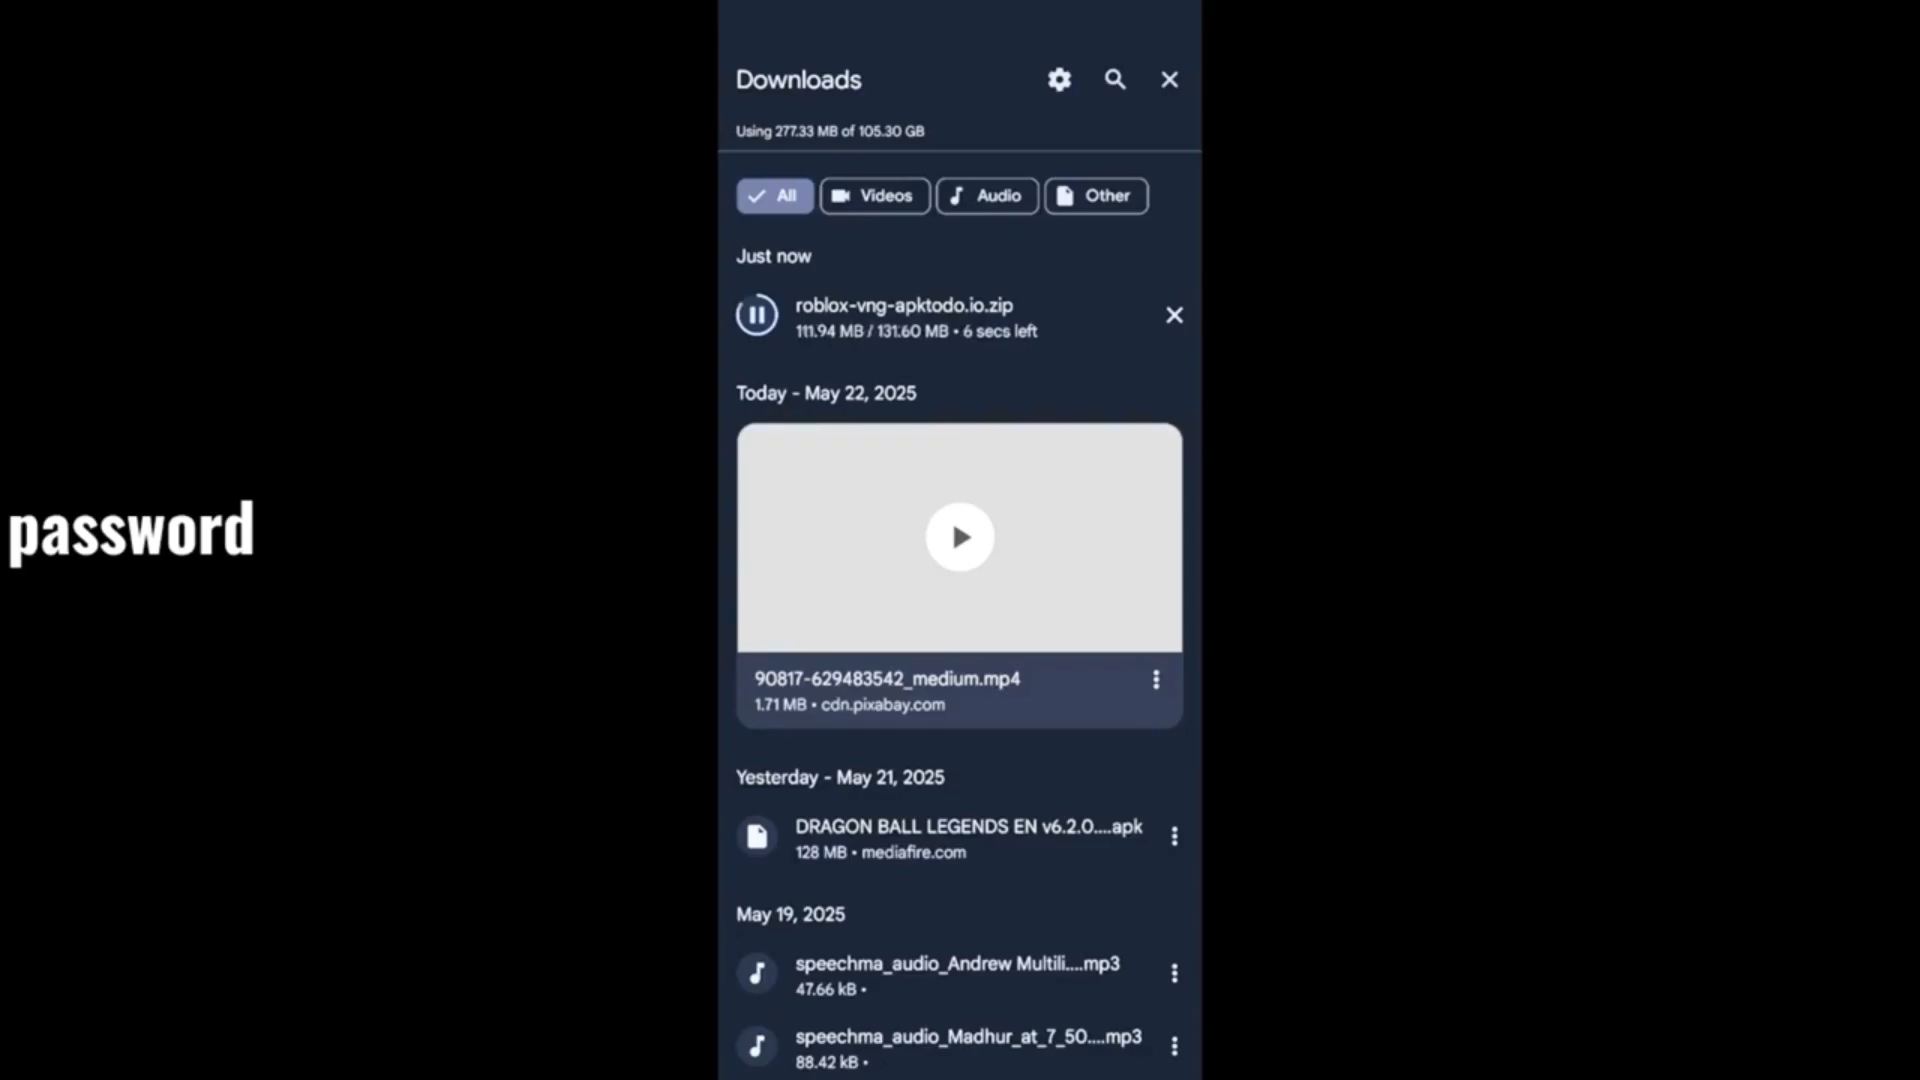 Downloads
Using 277.33 MB of 105.30 GB
All Videos Audio Other
Just now
roblox-vng-apktodo.io.zip
111.94 MB / 131.60 MB • 6 secs left
Today - May 22, 2025
password
90817-629483542_medium.mp4
1.71 MB • cdn.pixabay.com
Yesterday - May 21, 2025
DRAGON BALL LEGENDS EN v6.2.0....apk
128 MB • mediafire.com
May 19, 2025
speechma_audio_Andrew Multili....mp3
47.66 kB •
speechma_audio_Madhur_at_7_50....mp3
88.42 kB •